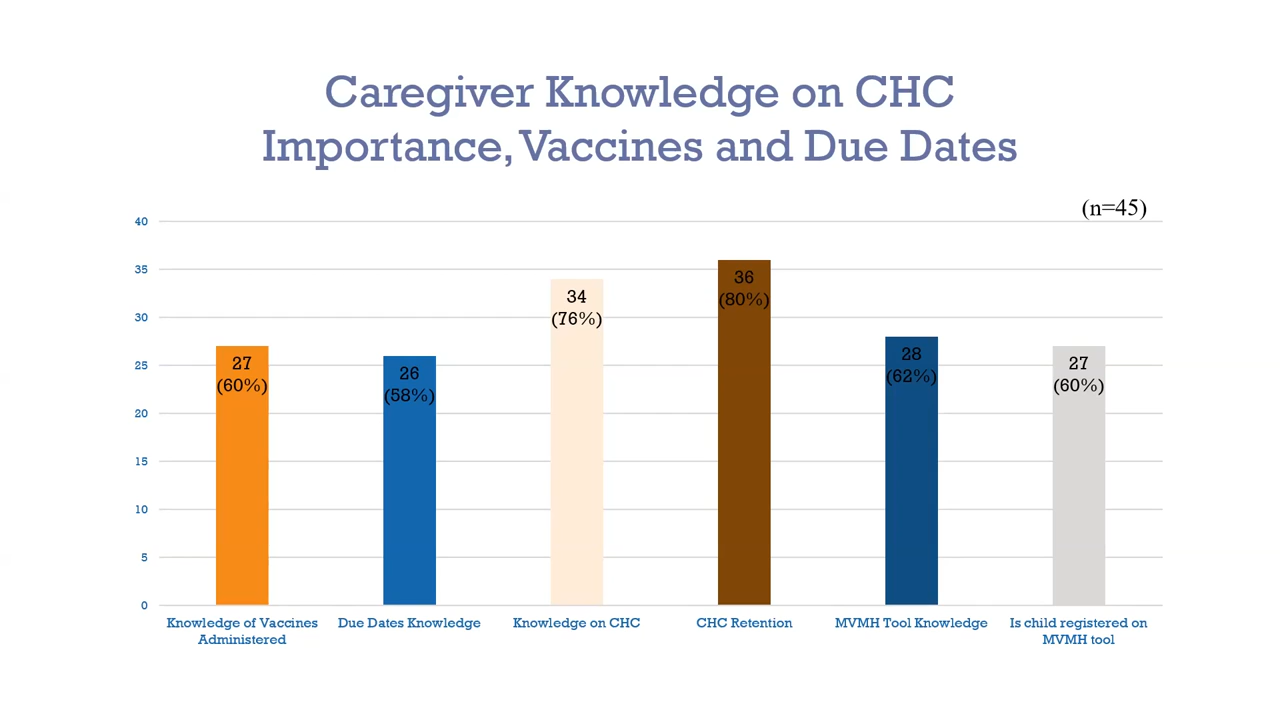 Caregiver Knowledge on CHC
Importance, Vaccines and Due Dates
(n=45)
40
35
30
25
20
15
10
5
0
27
(60%)
26
(58%)
34
(76%)
36
(80%)
28
(62%)
27
(60%)
Knowledge of Vaccines
Administered
Due Dates Knowledge
Knowledge on CHC
CHC Retention
MVMH Tool Knowledge
Is child registered on
MVMH tool